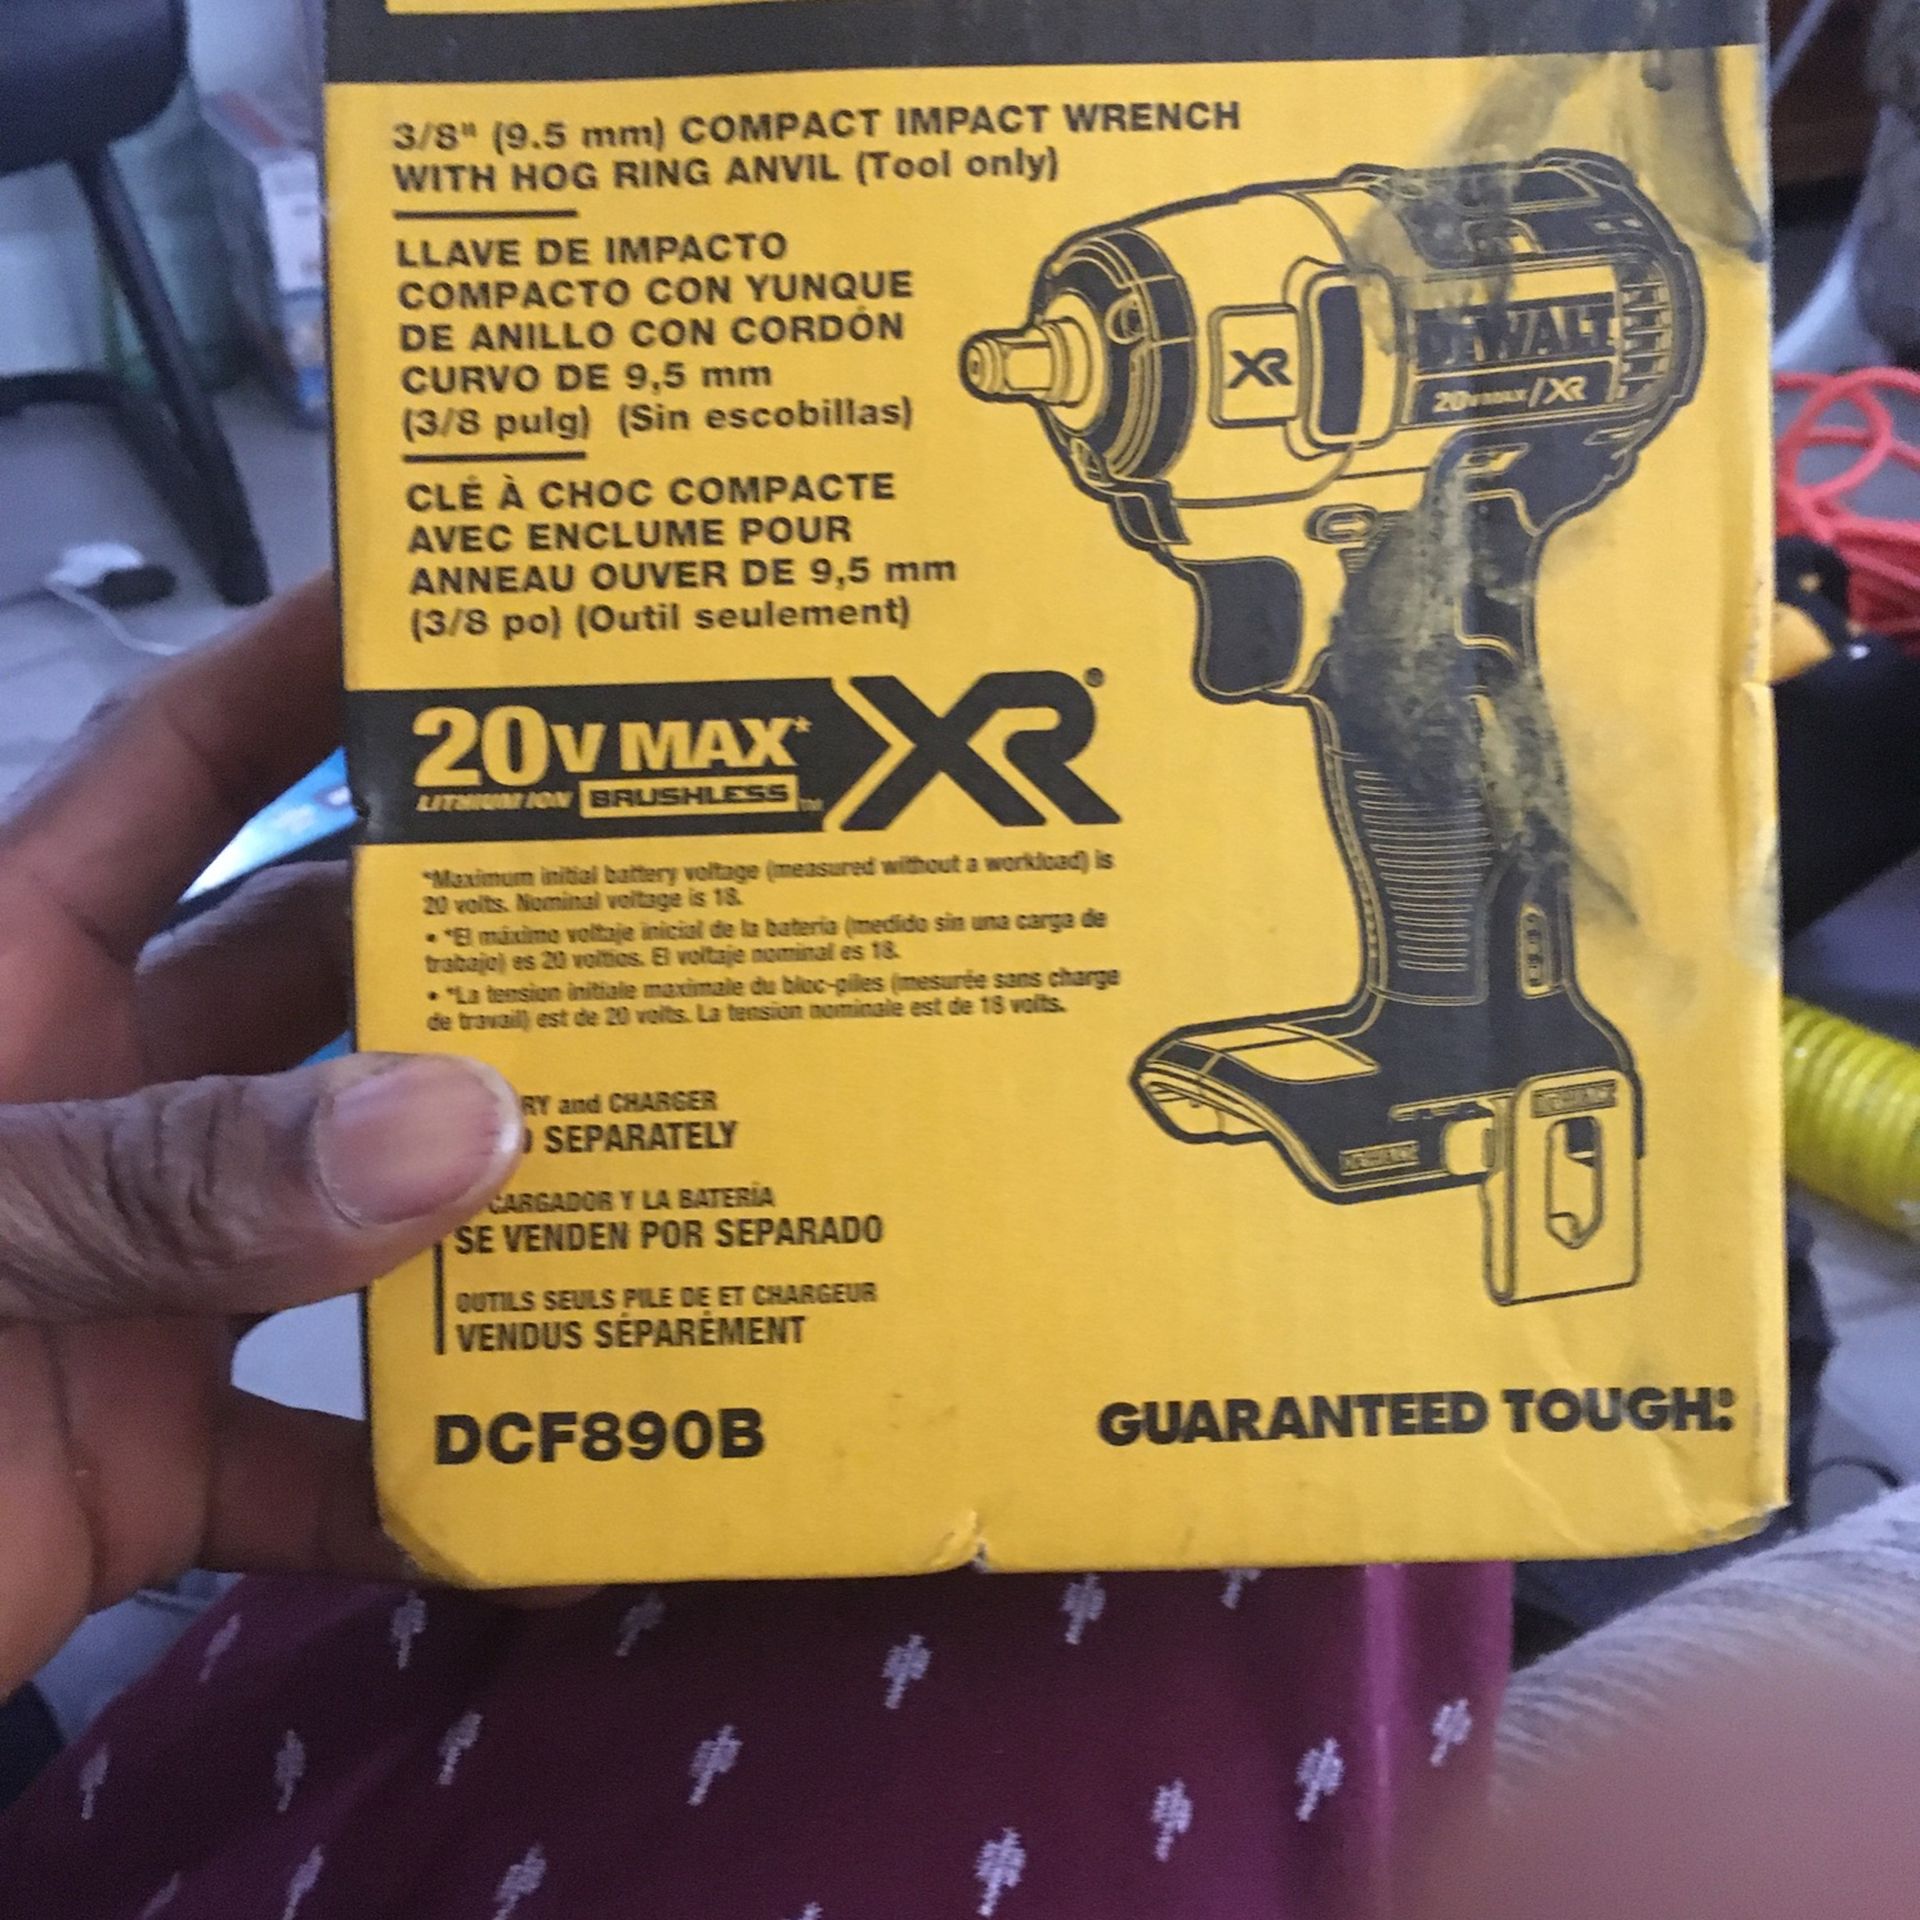 3/8" (9.5 mm) COMPACT IMPACT WRENCH
WITH HOG RING ANVIL (Tool only)
LLAVE DE IMPACTO
COMPACTO CON YUNQUE
DE ANILLO CON CORDÓN
CURVO DE 9,5 mm
(3/8 pulg) (Sin escobillas)
CLÉ À CHOC COMPACTE
AVEC ENCLUME POUR
ANNEAU OUVER DE 9,5 mm
(3/8 po) (Outil seulement)
XR
DEWALT
20V MAX/XR
20V MAX* XR®
LITHIUM ION BRUSHLESS™
*Maximum initial battery voltage (measured without a workload) is
20 volts. Nominal voltage is 18.
• *El máximo voltaje inicial de la bateria (medido sin una carga de
trabajo) es 20 voltios. El voltaje nominal es 18.
• *La tension initiale maximale du bloc-piles (mesurée sans charge
de travail) est de 20 volts. La tension nominale est de 18 volts.
RY and CHARGER
SEPARATELY
CARGADOR Y LA BATERÍA
SE VENDEN POR SEPARADO
OUTILS SEULS PILE DE ET CHARGEUR
VENDUS SÉPARÉMENT
DEWALT
DEWALT
DCF890B
GUARANTEED TOUGH®